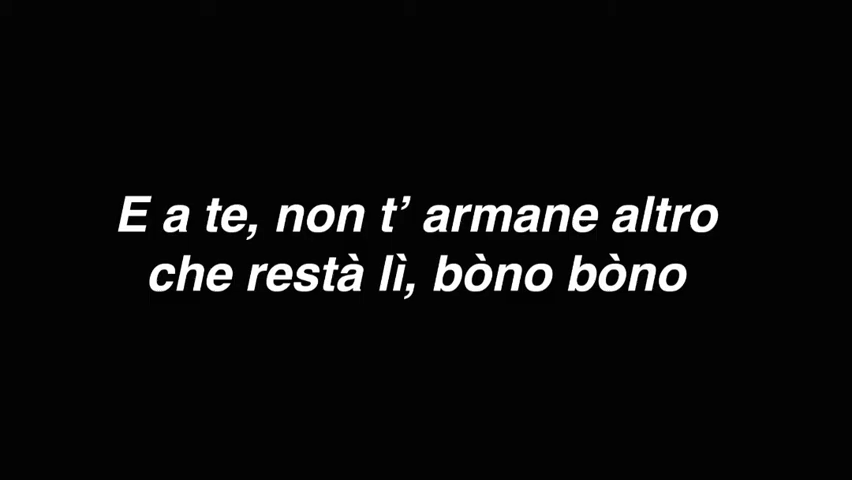 E a te, non t’ armane altro
che restà lì, bòno bòno